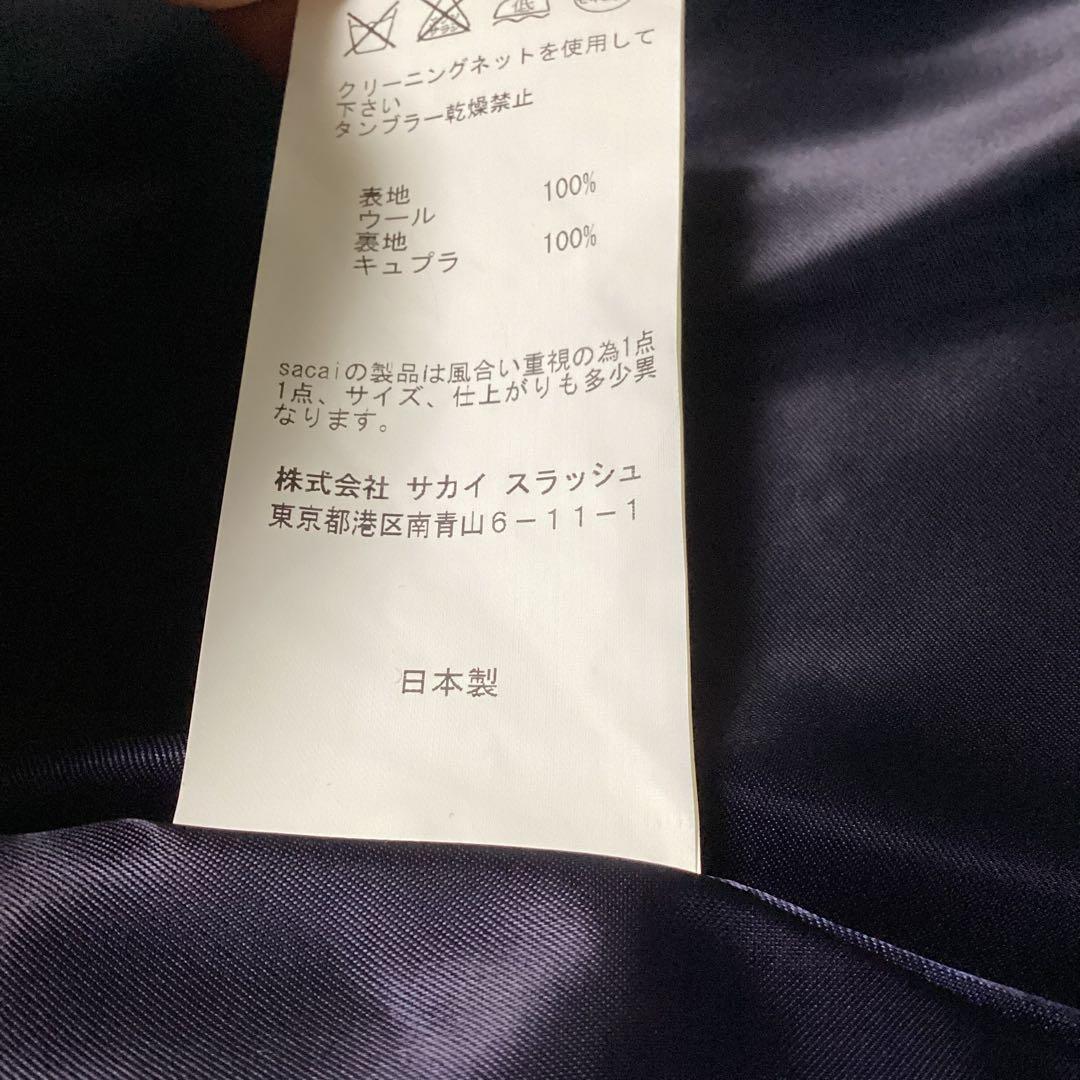 低
クリーニングネットを使用して
下さい
タンブラー乾燥禁止
表地 100%
ウール
裏地 100%
キュプラ
sacaiの製品は風合い重視の為1点
1点、サイズ、仕上がりも多少異
なります。
株式会社 サカイ スラッシュ
東京都港区南青山6－11－1
日本製